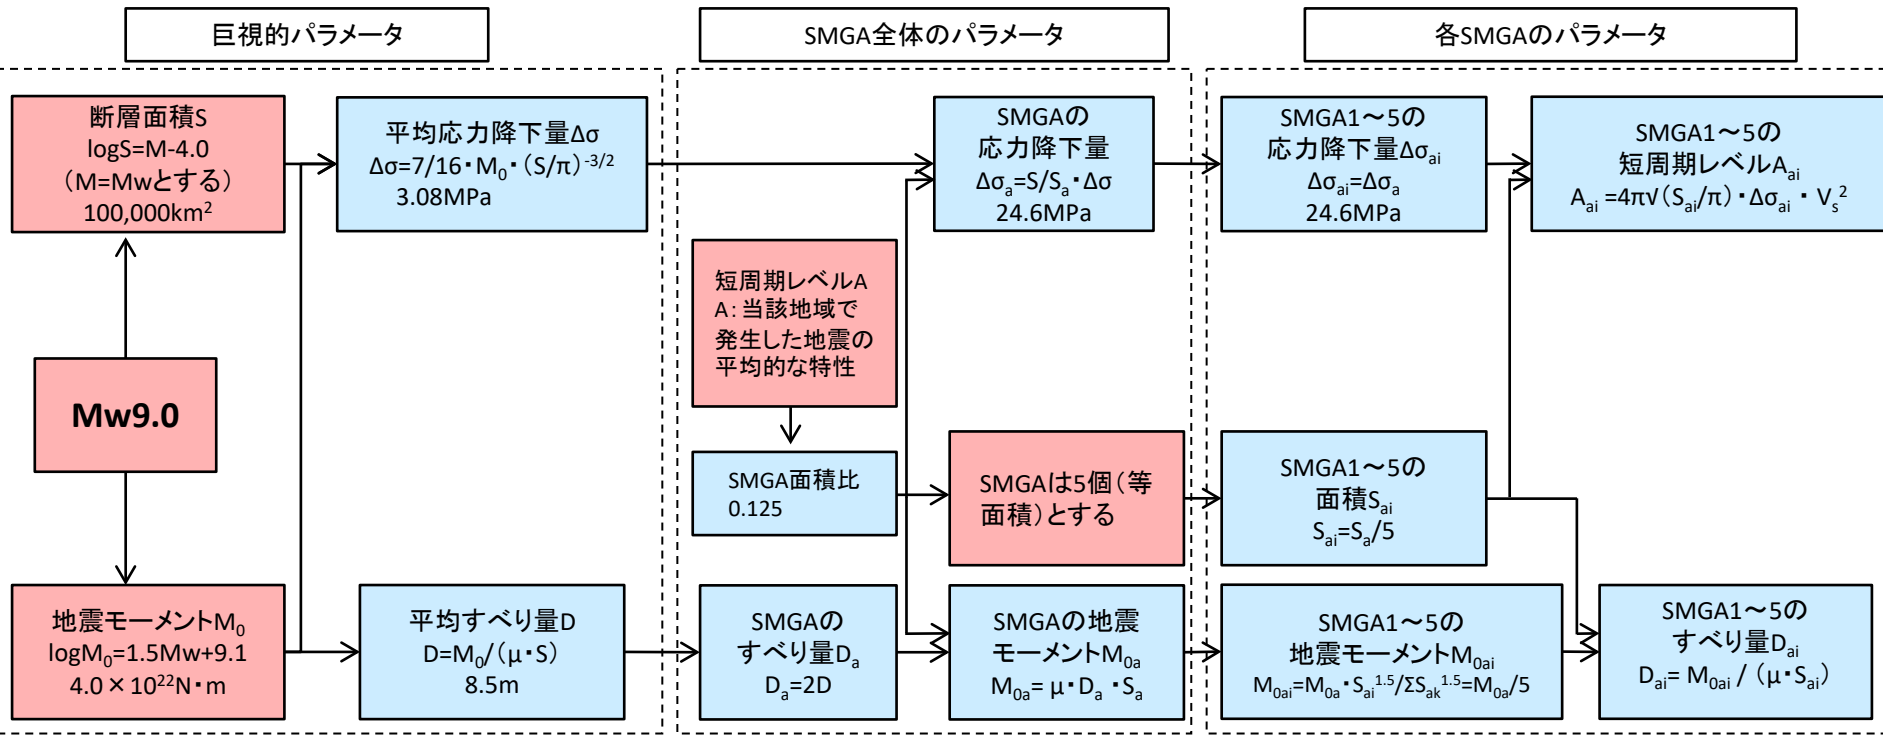 巨視的パラメータ
SMGA全体のパラメータ
各SMGAのパラメータ
断層面積S
logS=M-4.0
(M=Mwとする)
100,000km²
平均応力降下量Δσ
Δσ=7/16・M₀・(S/π)⁻³/²
3.08MPa
Mw9.0
地震モーメントM₀
logM₀=1.5Mw+9.1
4.0×10²²N・m
平均すべり量D
D=M₀/(μ・S)
8.5m
SMGAの
応力降下量
Δσₐ=S/Sₐ・Δσ
24.6MPa
短周期レベルA
A:当該地域で
発生した地震の
平均的な特性
SMGA面積比
0.125
SMGAは5個(等
面積)とする
SMGAの
すべり量Dₐ
Dₐ=2D
SMGAの地震
モーメントM₀ₐ
M₀ₐ= μ・Dₐ ・Sₐ
SMGA1~5の
応力降下量Δσₐᵢ
Δσₐᵢ=Δσₐ
24.6MPa
SMGA1~5の
短周期レベルAₐᵢ
Aₐᵢ =4π√(Sₐᵢ/π)・Δσₐᵢ ・ Vₛ²
SMGA1~5の
面積Sₐᵢ
Sₐᵢ=Sₐ/5
SMGA1~5の
地震モーメントM₀ₐᵢ
M₀ₐᵢ=M₀ₐ・Sₐᵢ¹·⁵/ΣSₐₖ¹·⁵=M₀ₐ/5
SMGA1~5の
すべり量Dₐᵢ
Dₐᵢ= M₀ₐᵢ / (μ・Sₐᵢ)